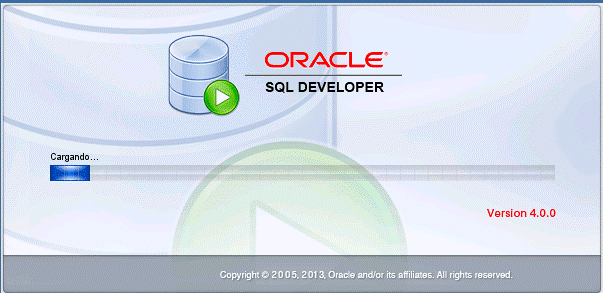 ORACLE®
SQL DEVELOPER
Cargando...
Version 4.0.0
Copyright © 2005, 2013, Oracle and/or its affiliates. All rights reserved.